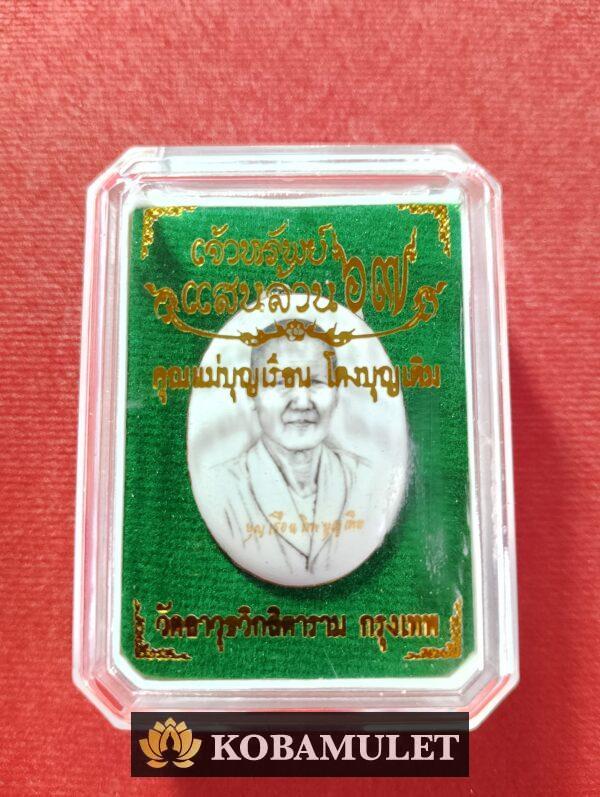 เจ้าทรัพย์
แสนล้าน ๖๗
คุณแม่บุญเรือน โตงบุญเติม
บุญเรือน โตงบุญเติม
วัดอาวุธวิกสิตาราม กรุงเทพ
KOBAMULET